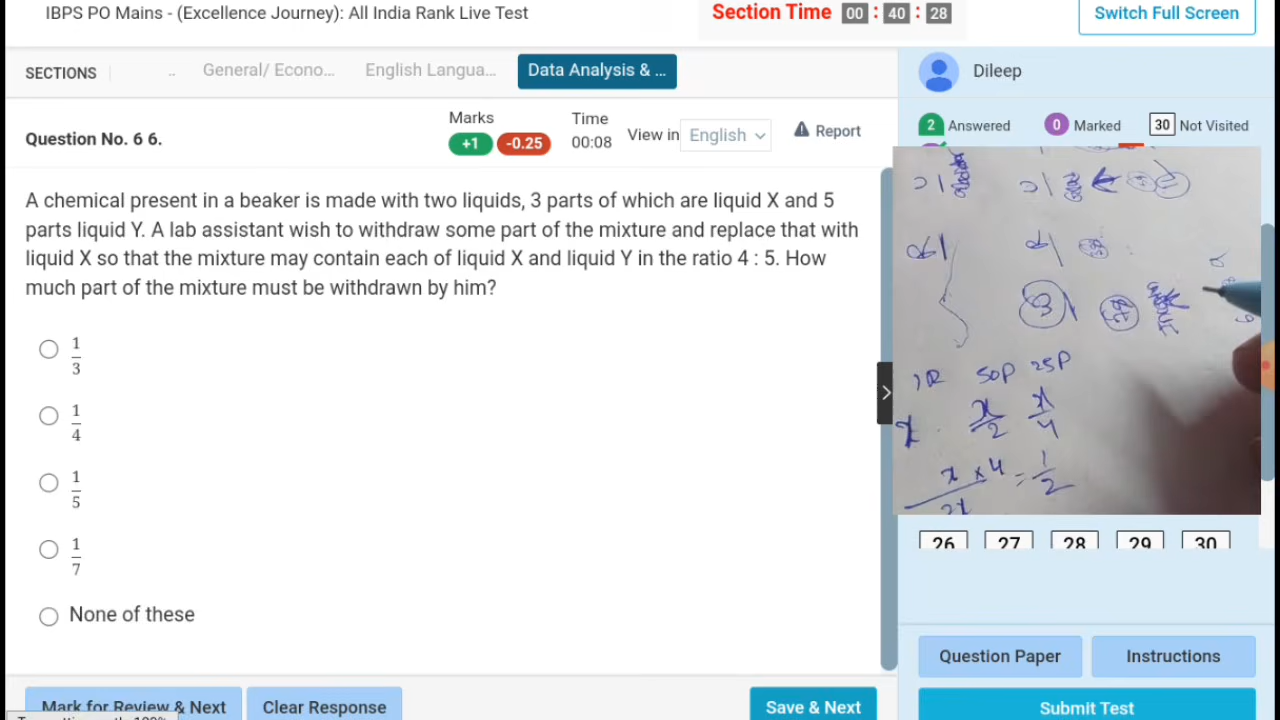 IBPS PO Mains - (Excellence Journey): All India Rank Live Test
Section Time 00 : 40 : 28
Switch Full Screen
SECTIONS
..
General/ Econo...
English Langua...
Data Analysis & ...
Dileep
Question No. 6 6.
Marks
+1 -0.25
Time
00:08
View in English
Report
2 Answered
0 Marked
30 Not Visited
A chemical present in a beaker is made with two liquids, 3 parts of which are liquid X and 5
parts liquid Y. A lab assistant wish to withdraw some part of the mixture and replace that with
liquid X so that the mixture may contain each of liquid X and liquid Y in the ratio 4 : 5. How
much part of the mixture must be withdrawn by him?
1/3
1/4
1/5
1/7
None of these
1R 50P 25P
x x/2 x/4
x × 4 = 1/2
2x
26 27 28 29 30
Question Paper
Instructions
Mark for Review & Next
Clear Response
Save & Next
Submit Test